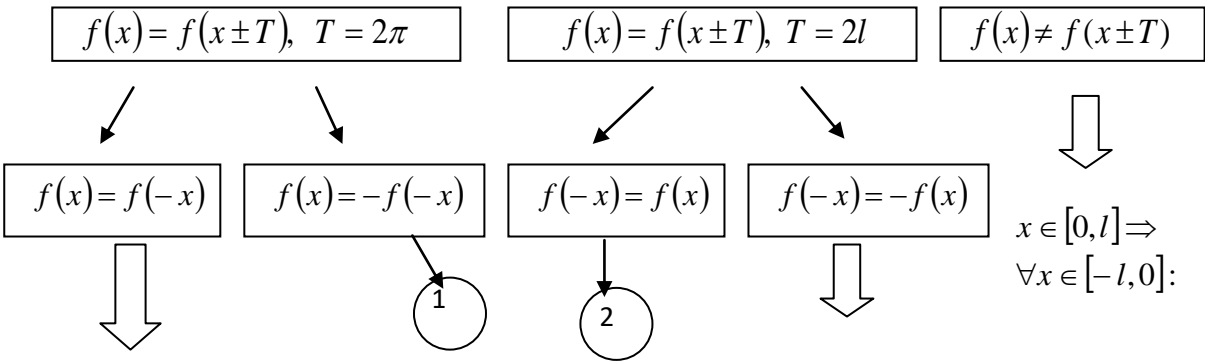 f(x) = f(x ± T), T = 2π
f(x) = f(x ± T), T = 2l
f(x) ≠ f(x ± T)
f(x) = f(−x)
f(x) = −f(−x)
f(−x) = f(x)
f(−x) = −f(x)
x ∈ [0, l] ⇒
∀x ∈ [−l, 0]:
1
2